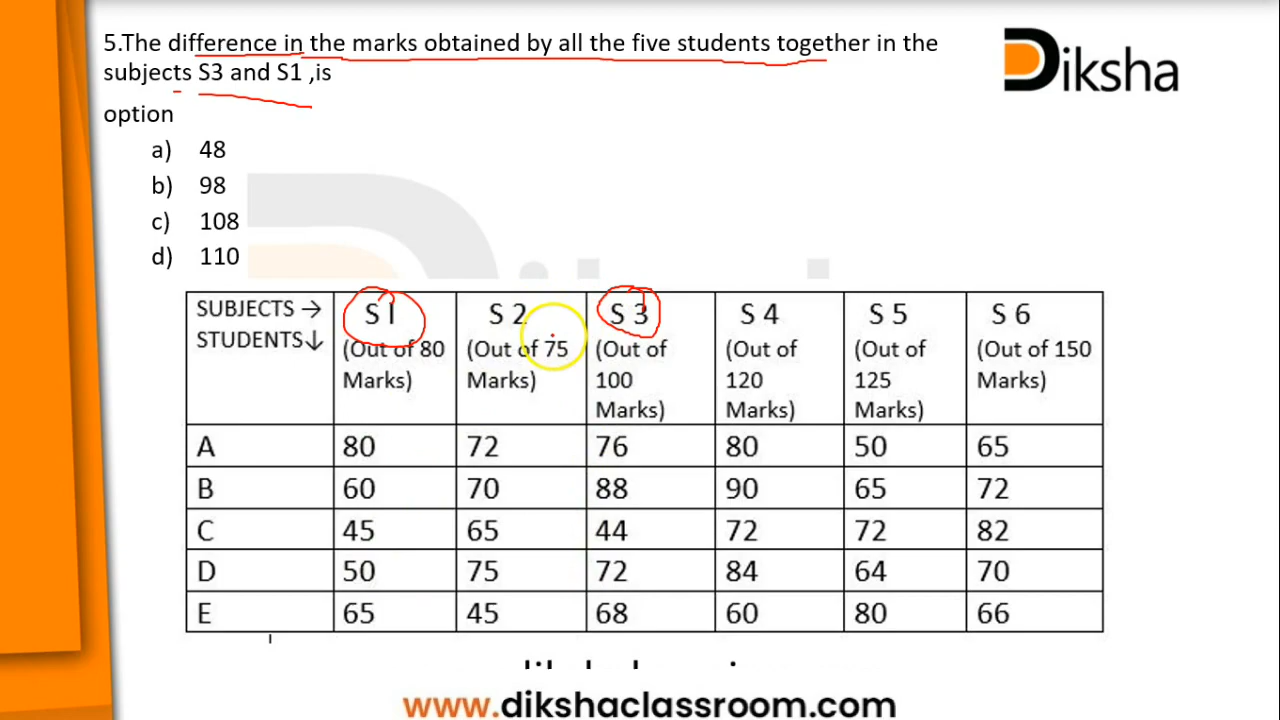 5.The difference in the marks obtained by all the five students together in the
subjects S3 and S1 ,is
Diksha
option
a) 48
b) 98
c) 108
d) 110
SUBJECTS → S 1 S 2 S 3 S 4 S 5 S 6
STUDENTS↓ (Out of 80 (Out of 75 (Out of (Out of (Out of (Out of 150
Marks) Marks) 100 120 125 Marks)
Marks) Marks) Marks)
A 80 72 76 80 50 65
B 60 70 88 90 65 72
C 45 65 44 72 72 82
D 50 75 72 84 64 70
E 65 45 68 60 80 66
www.dikshaclassroom.com